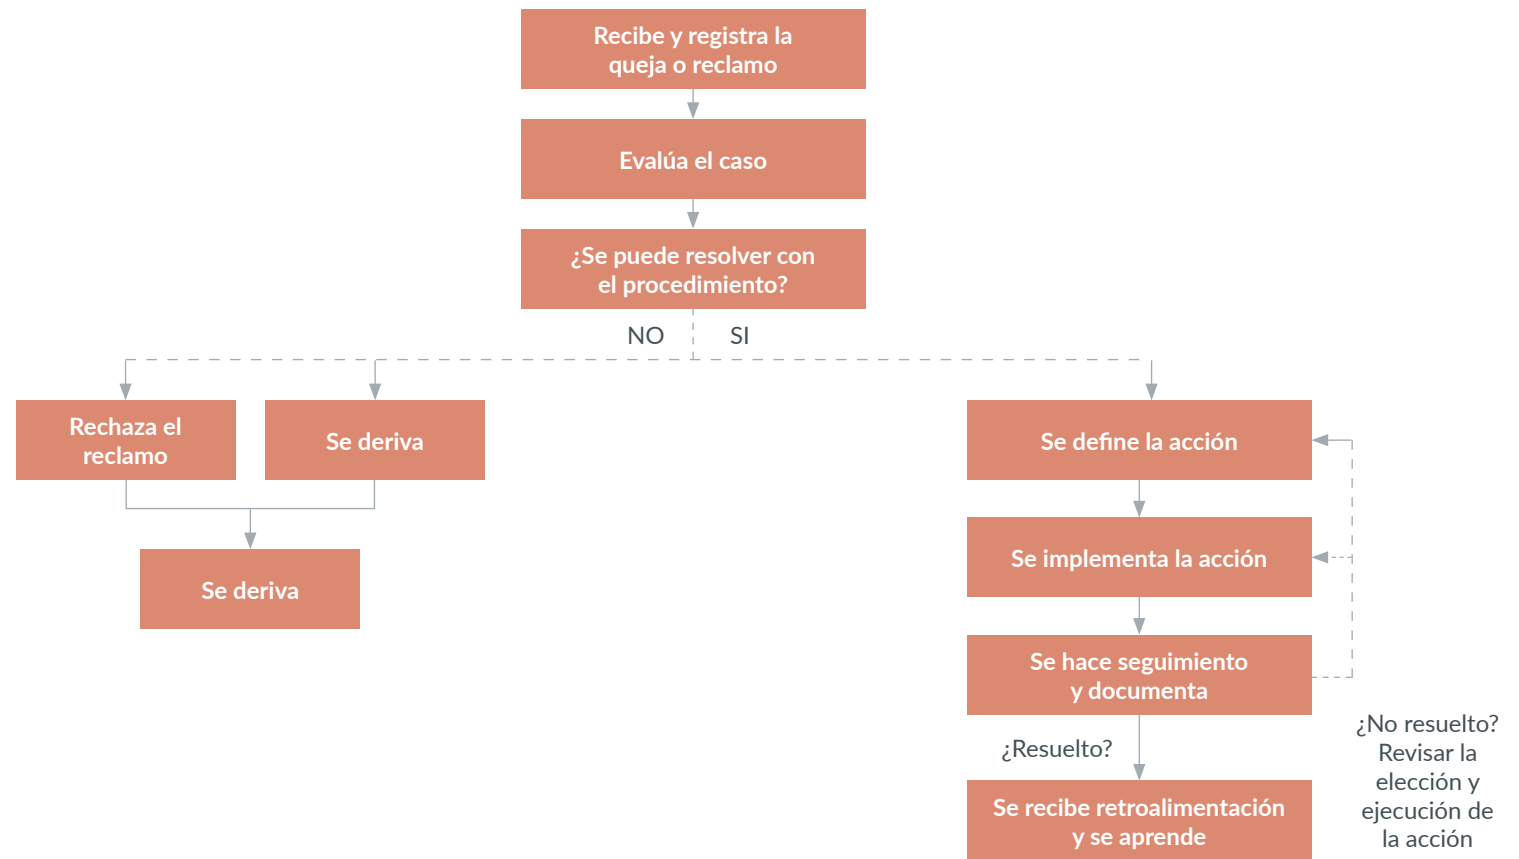 Recibe y registra la
queja o reclamo
Evalúa el caso
¿Se puede resolver con
el procedimiento?
NO
SI
Rechaza el
reclamo
Se deriva
Se deriva
Se define la acción
Se implementa la acción
Se hace seguimiento
y documenta
¿Resuelto?
Se recibe retroalimentación
y se aprende
¿No resuelto?
Revisar la
elección y
ejecución de
la acción